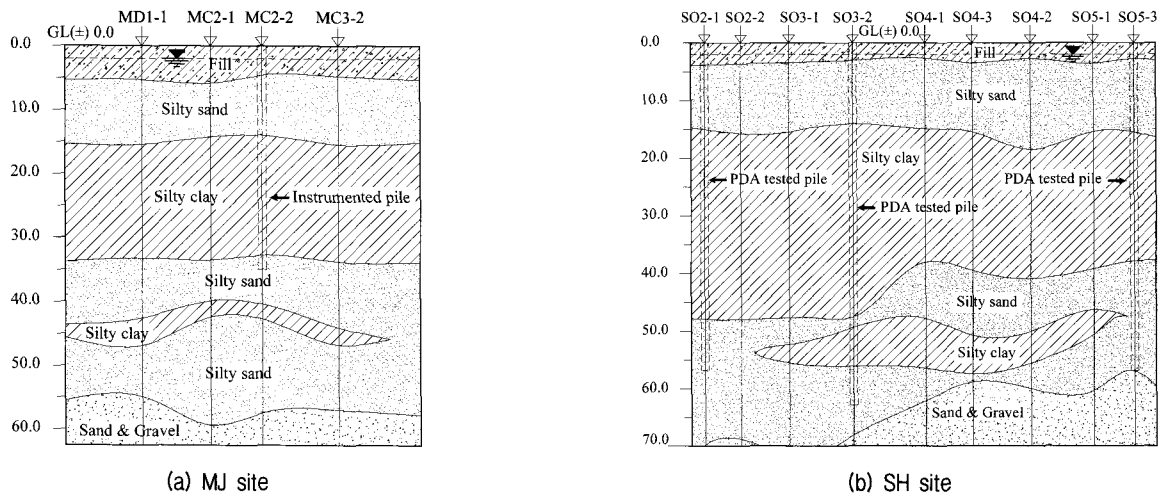 MD1-1 MC2-1 MC2-2 MC3-2
GL(±) 0.0
0.0
10.0
20.0
30.0
40.0
50.0
60.0
Fill
Silty sand
Silty clay
Instrumented pile
Silty sand
Silty clay
Silty sand
Sand & Gravel
(a) MJ site
SO2-1 SO2-2 SO3-1 SO3-2 SO4-1 SO4-3 SO4-2 SO5-1 SO5-3
GL(±) 0.0
0.0
10.0
20.0
30.0
40.0
50.0
60.0
70.0
Fill
Silty sand
Silty clay
PDA tested pile
PDA tested pile
PDA tested pile
Silty sand
Silty clay
Sand & Gravel
(b) SH site